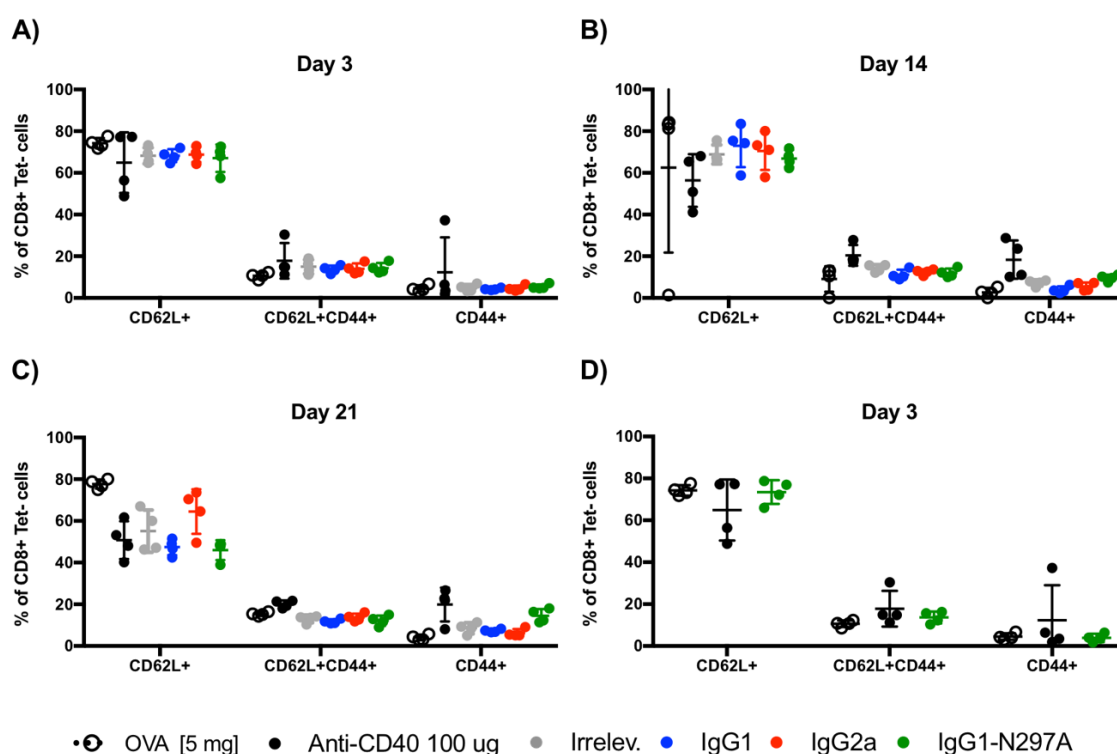 A)
Day 3
% of CD8+ Tet- cells
100
80
60
40
20
0
CD62L+ CD62L+CD44+ CD44+
B)
Day 14
% of CD8+ Tet- cells
100
80
60
40
20
0
CD62L+ CD62L+CD44+ CD44+
C)
Day 21
% of CD8+ Tet- cells
100
80
60
40
20
0
CD62L+ CD62L+CD44+ CD44+
D)
Day 3
% of CD8+ Tet- cells
100
80
60
40
20
0
CD62L+ CD62L+CD44+ CD44+
OVA [5 mg] Anti-CD40 100 ug Irrelev. IgG1 IgG2a IgG1-N297A